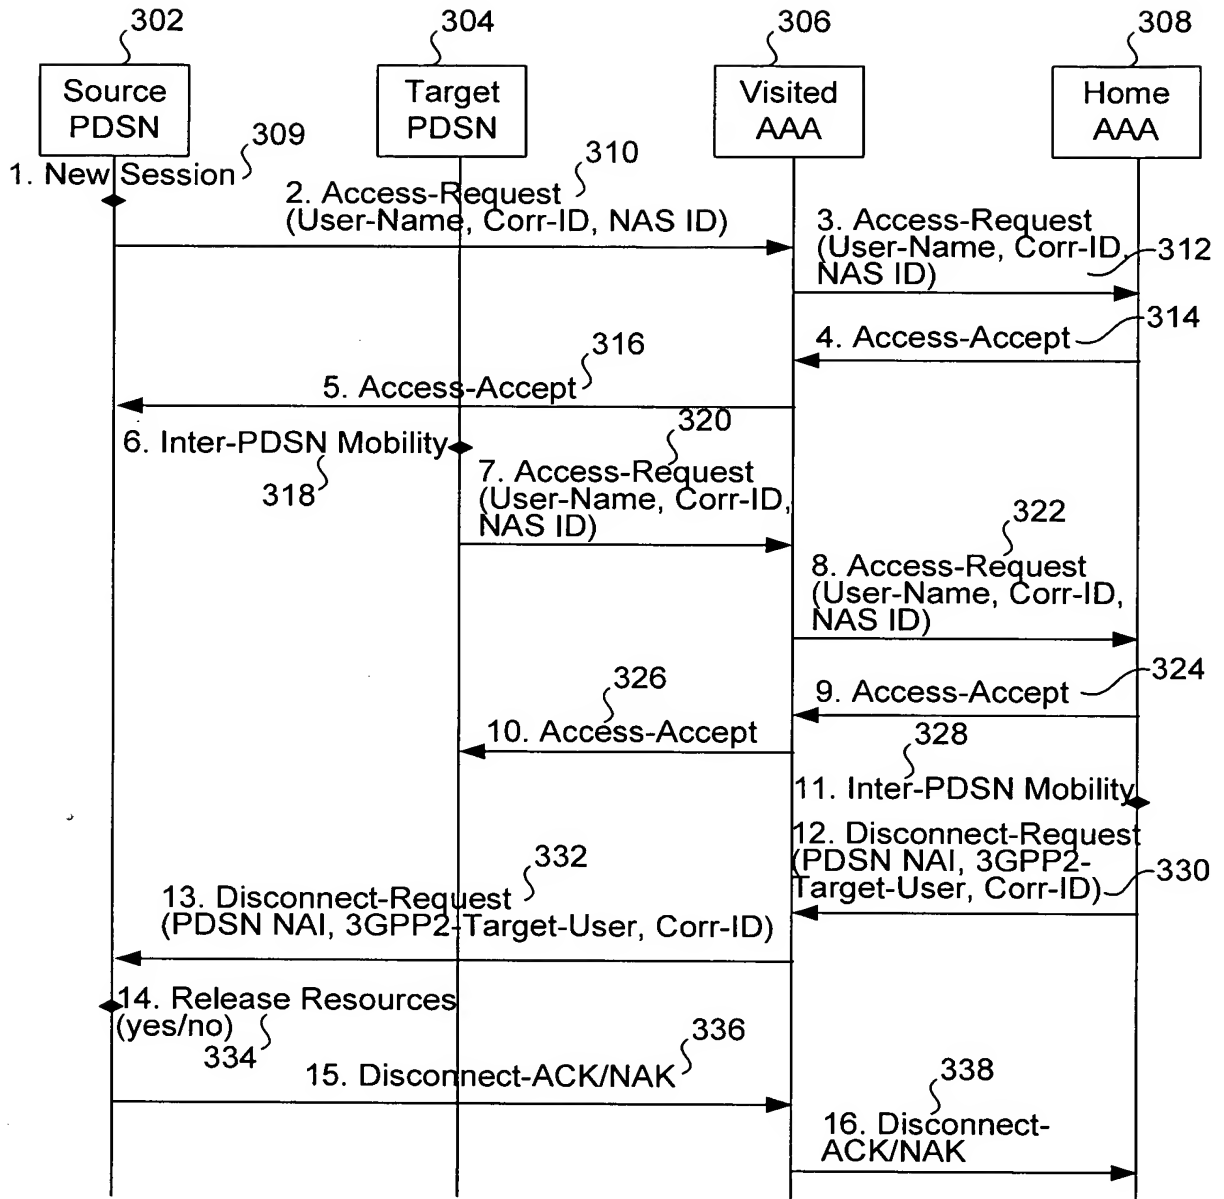 302
304
306
308
Source
PDSN
Target
PDSN
Visited
AAA
Home
AAA
309
1. New Session
310
2. Access-Request
(User-Name, Corr-ID, NAS ID)
3. Access-Request
(User-Name, Corr-ID,
NAS ID)
312
4. Access-Accept
314
316
5. Access-Accept
6. Inter-PDSN Mobility
318
320
7. Access-Request
(User-Name, Corr-ID,
NAS ID)
322
8. Access-Request
(User-Name, Corr-ID,
NAS ID)
324
9. Access-Accept
326
10. Access-Accept
328
11. Inter-PDSN Mobility
12. Disconnect-Request
(PDSN NAI, 3GPP2-
Target-User, Corr-ID)
330
332
13. Disconnect-Request
(PDSN NAI, 3GPP2-Target-User, Corr-ID)
14. Release Resources
(yes/no)
334
336
15. Disconnect-ACK/NAK
338
16. Disconnect-
ACK/NAK